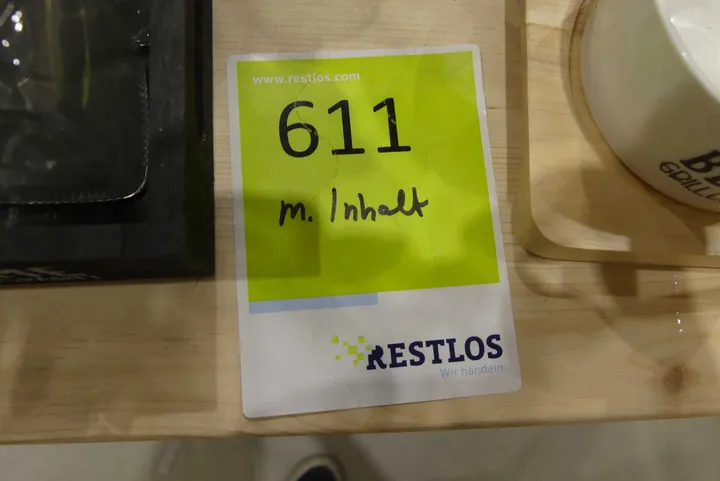 www.restlos.com
611
m. Inhalt
RESTLOS
Wir handeln.